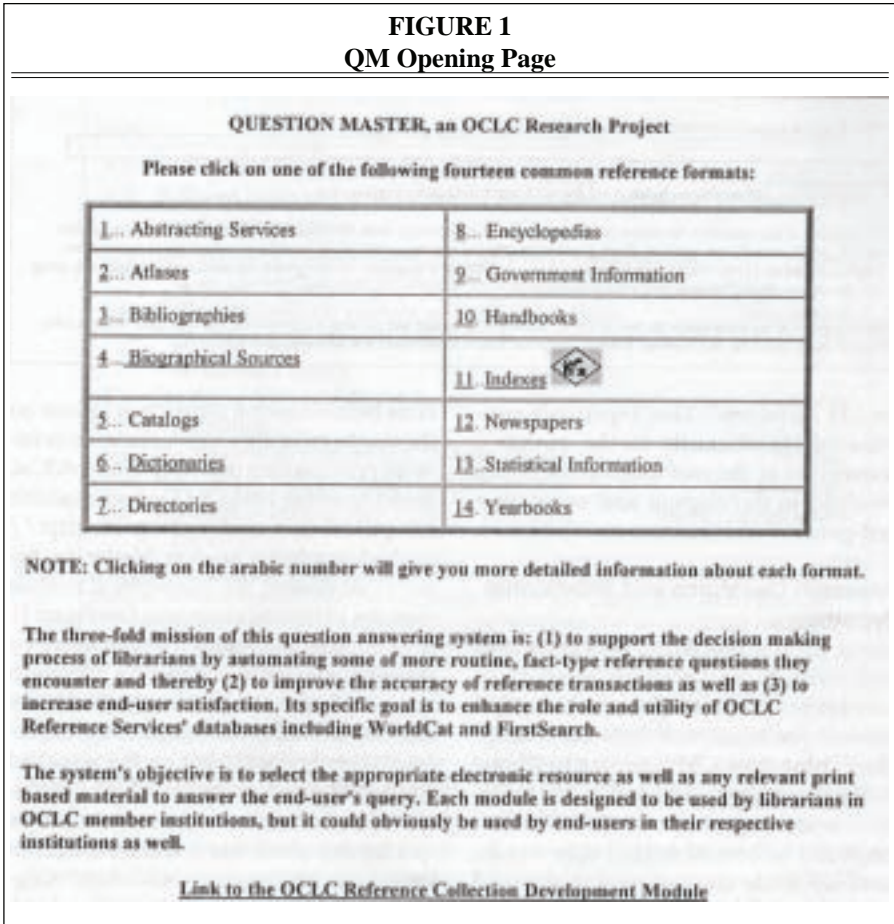 FIGURE 1
QM Opening Page
QUESTION MASTER, an OCLC Research Project
Please click on one of the following fourteen common reference formats:
1... Abstracting Services
2... Atlases
3... Bibliographies
4... Biographical Sources
5... Catalogs
6... Dictionaries
7... Directories
8... Encyclopedias
9... Government Information
10. Handbooks
11. Indexes
12. Newspapers
13. Statistical Information
14. Yearbooks
NOTE: Clicking on the arabic number will give you more detailed information about each format.
The three-fold mission of this question answering system is: (1) to support the decision making
process of librarians by automating some of more routine, fact-type reference questions they
encounter and thereby (2) to improve the accuracy of reference transactions as well as (3) to
increase end-user satisfaction. Its specific goal is to enhance the role and utility of OCLC
Reference Services' databases including WorldCat and FirstSearch.
The system's objective is to select the appropriate electronic resource as well as any relevant print
based material to answer the end-user's query. Each module is designed to be used by librarians in
OCLC member institutions, but it could obviously be used by end-users in their respective
institutions as well.
Link to the OCLC Reference Collection Development Module